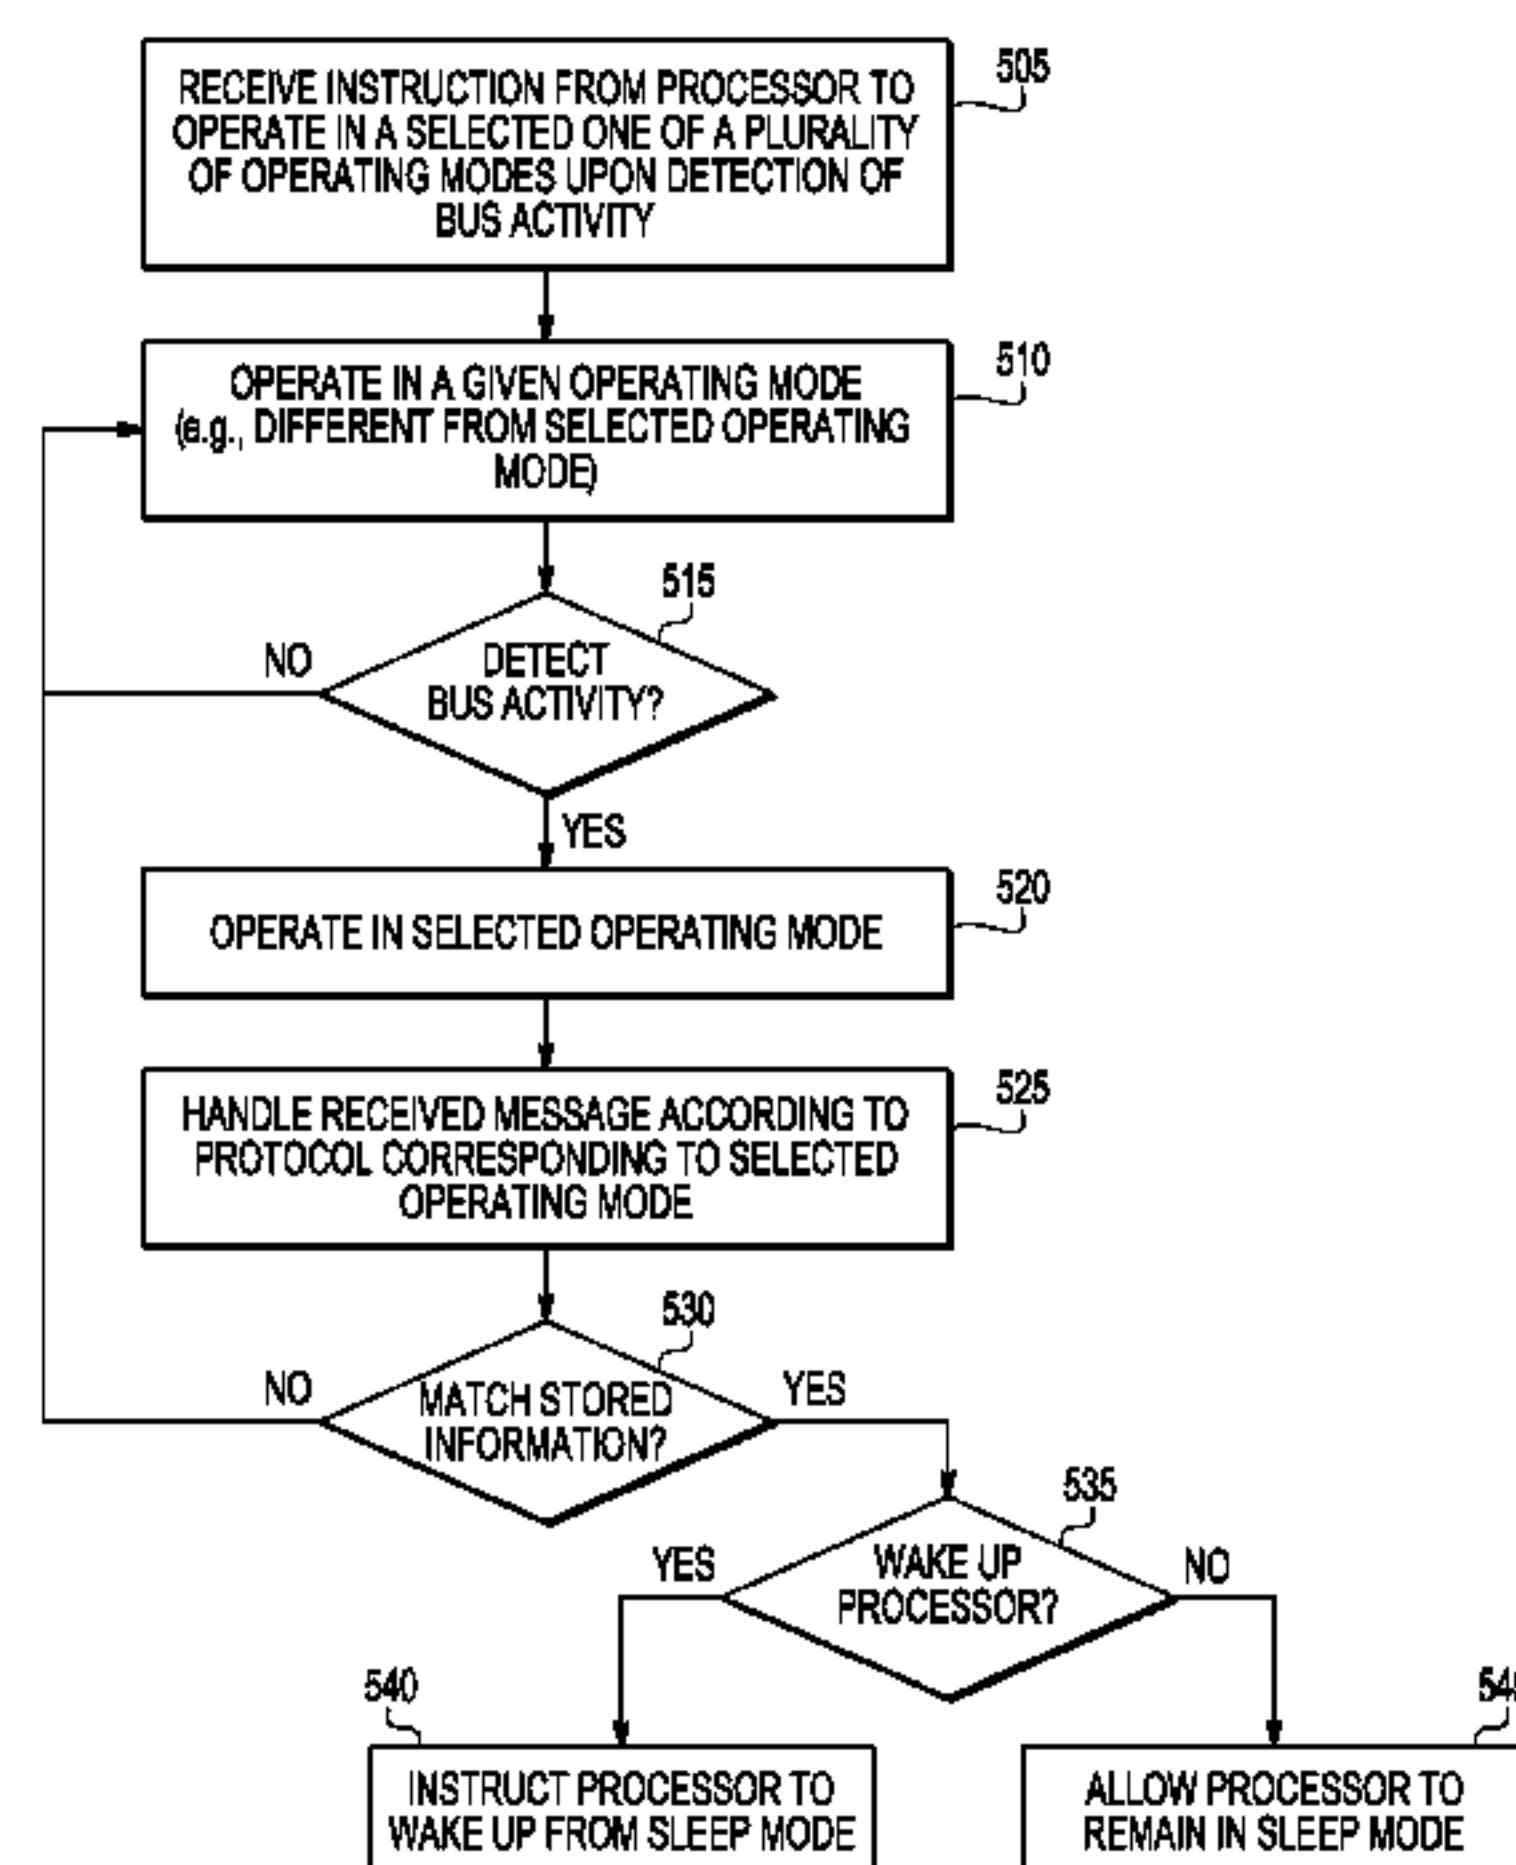 RECEIVE INSTRUCTION FROM PROCESSOR TO
OPERATE IN A SELECTED ONE OF A PLURALITY
OF OPERATING MODES UPON DETECTION OF
BUS ACTIVITY
505
OPERATE IN A GIVEN OPERATING MODE
(e.g., DIFFERENT FROM SELECTED OPERATING
MODE)
510
515
DETECT
BUS ACTIVITY?
NO
YES
520
OPERATE IN SELECTED OPERATING MODE
525
HANDLE RECEIVED MESSAGE ACCORDING TO
PROTOCOL CORRESPONDING TO SELECTED
OPERATING MODE
530
NO
MATCH STORED
INFORMATION?
YES
535
YES
WAKE UP
PROCESSOR?
NO
540
INSTRUCT PROCESSOR TO
WAKE UP FROM SLEEP MODE
ALLOW PROCESSOR TO
REMAIN IN SLEEP MODE